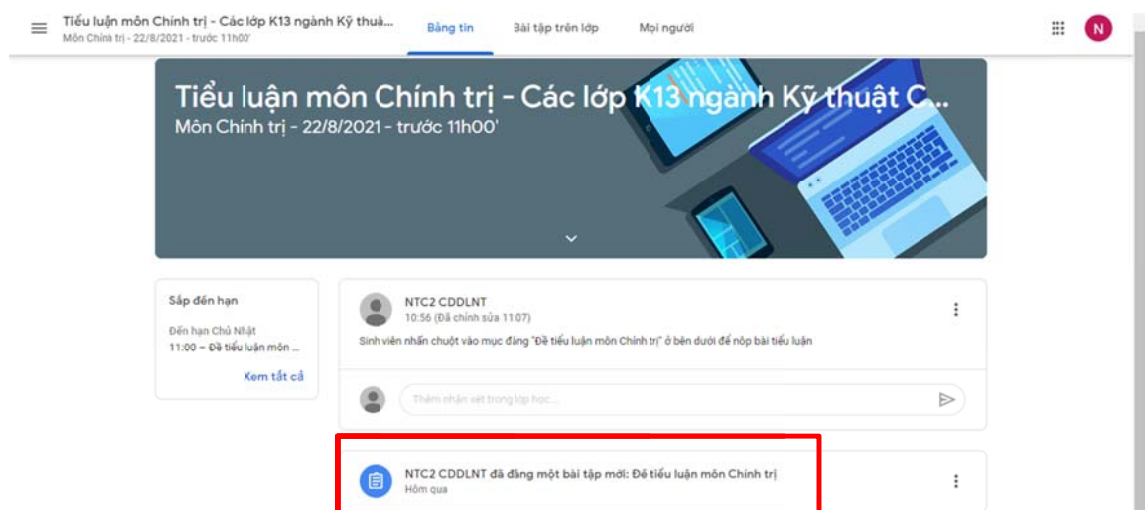 Tiểu luận môn Chính trị - Các lớp K13 ngành Kỹ thuậ...
Môn Chính trị - 22/8/2021 - trước 11h00'
Bảng tin
Bài tập trên lớp
Mọi người
N
Tiểu luận môn Chính trị - Các lớp K13 ngành Kỹ thuật C...
Môn Chính trị - 22/8/2021 - trước 11h00'
Sắp đến hạn
Đến hạn Chủ Nhật
11:00 – Đề tiểu luận môn ...
Xem tất cả
NTC2 CDDLNT
10:56 (Đã chỉnh sửa 11:07)
Sinh viên nhấn chuột vào mục đăng "Đề tiểu luận môn Chính trị" ở bên dưới để nộp bài tiểu luận
Thêm nhận xét trong lớp học...
NTC2 CDDLNT đã đăng một bài tập mới: Đề tiểu luận môn Chính trị
Hôm qua